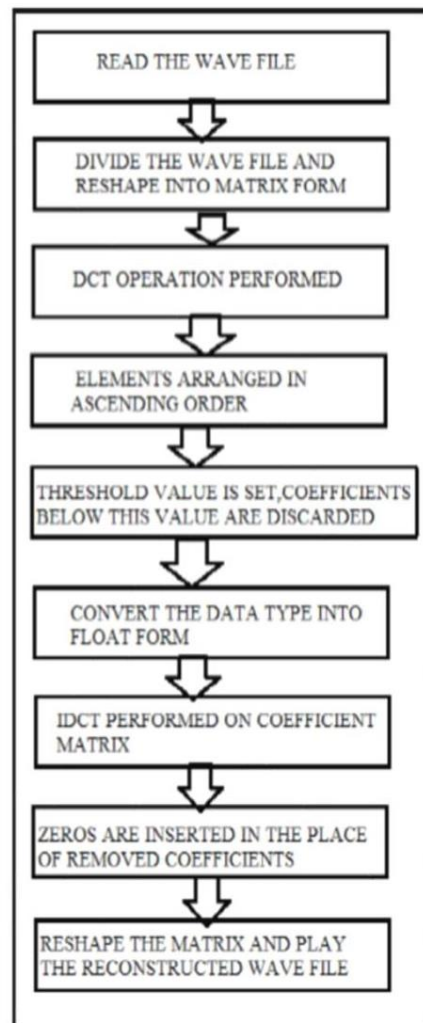 READ THE WAVE FILE
DIVIDE THE WAVE FILE AND
RESHAPE INTO MATRIX FORM
DCT OPERATION PERFORMED
ELEMENTS ARRANGED IN
ASCENDING ORDER
THRESHOLD VALUE IS SET,COEFFICIENTS
BELOW THIS VALUE ARE DISCARDED
CONVERT THE DATA TYPE INTO
FLOAT FORM
IDCT PERFORMED ON COEFFICIENT
MATRIX
ZEROS ARE INSERTED IN THE PLACE
OF REMOVED COEFFICIENTS
RESHAPE THE MATRIX AND PLAY
THE RECONSTRUCTED WAVE FILE